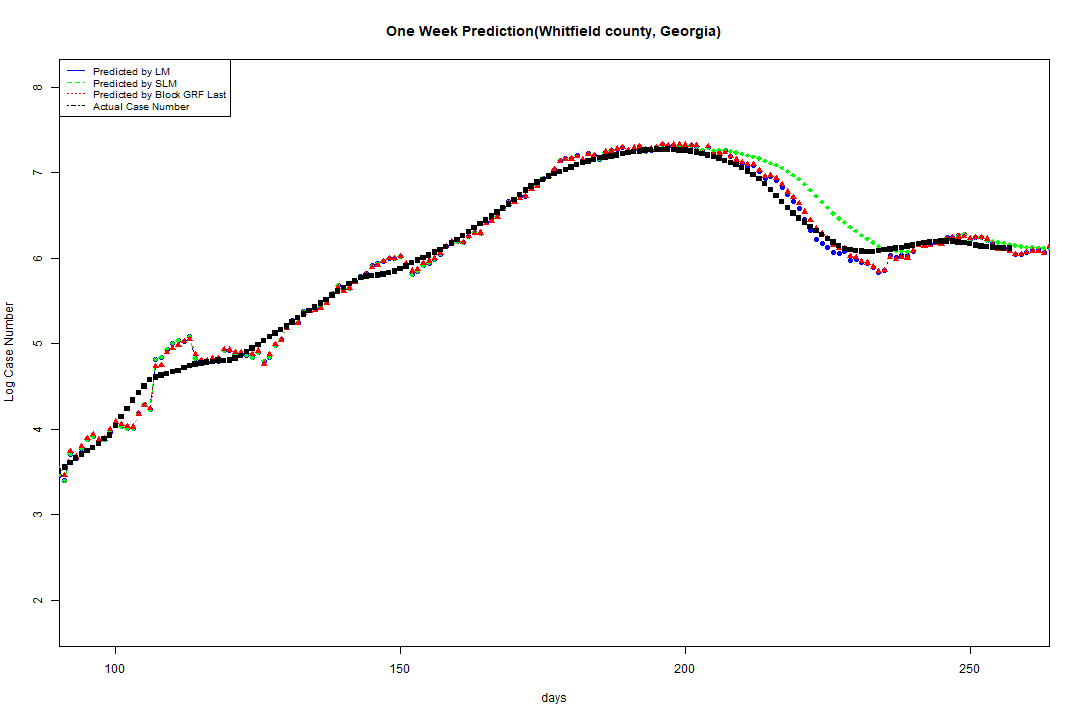 One Week Prediction(Whitfield county, Georgia)
Predicted by LM
Predicted by SLM
Predicted by Block GRF Last
Actual Case Number
8
7
6
5
4
3
2
Log Case Number
100 150 200 250
days